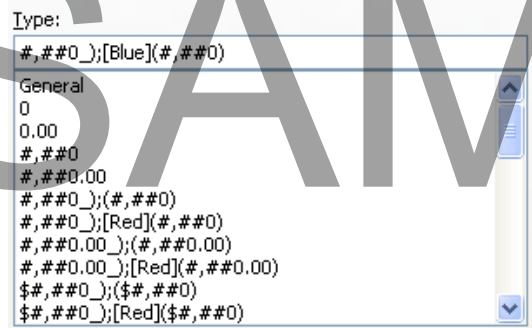 Type:
#,##0_);[Blue](#,##0)
General
0
0.00
#,##0
#,##0.00
#,##0_);(#,##0)
#,##0_);[Red](#,##0)
#,##0.00_);(#,##0.00)
#,##0.00_);[Red](#,##0.00)
$#,##0_);($#,##0)
$#,##0_);[Red]($#,##0)
SAM